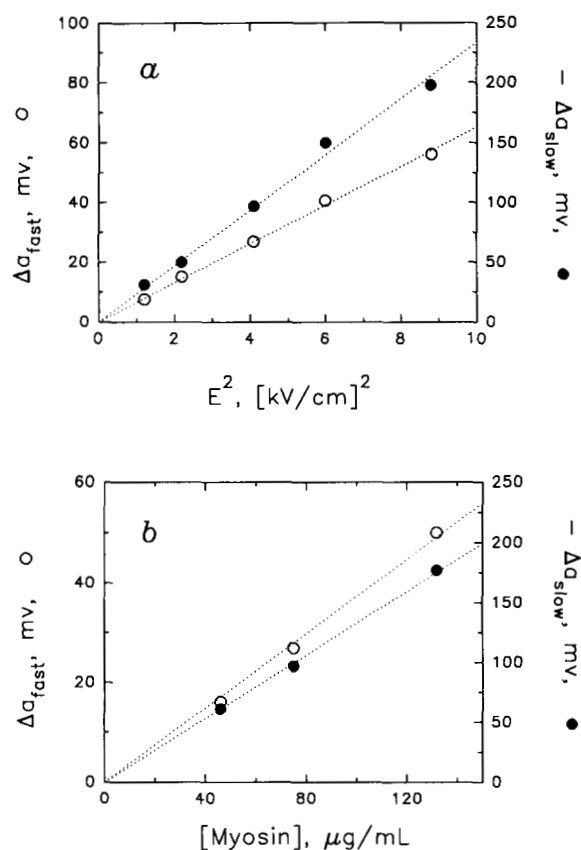 a
100
80
60
40
20
0
Δa_fast, mv, ○
250
200
150
100
50
0
— Δa_slow, mv, ●
0 2 4 6 8 10
E², [kV/cm]²
b
60
40
20
0
Δa_fast, mv, ○
250
200
150
100
50
0
— Δa_slow, mv, ●
0 40 80 120
[Myosin], μg/mL